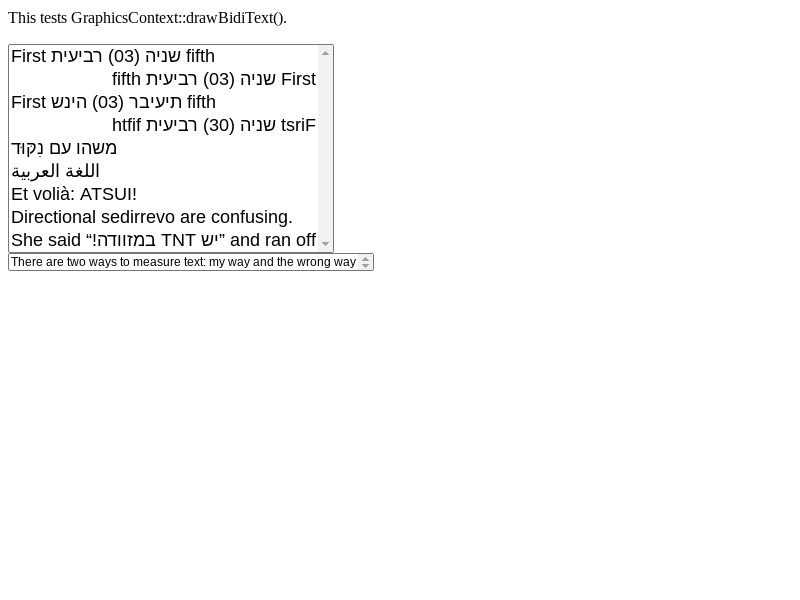 This tests GraphicsContext::drawBidiText().
First שניה (03) רביעית fifth
First שניה (03) רביעית fifth
First תיעיבר (03) הינש fifth
htfif רביעית (30) שניה tsriF
משהו עם נִקּוּד
اللغة العربية
Et volià: ATSUI!
Directional sedirrevo are confusing.
She said “יש TNT במזוודה!” and ran off
There are two ways to measure text: my way and the wrong way